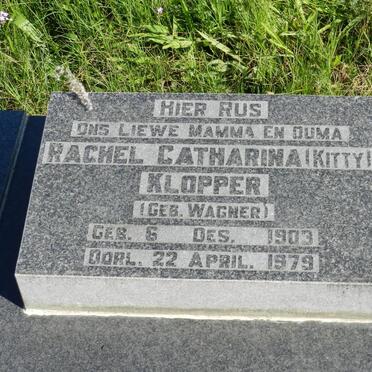 HIER RUS
ONS LIEWE MAMMA EN OUMA
RACHEL CATHARINA (KITTY)
KLOPPER
(GEB. WAGNER)
GEB. 6 DES. 1903
OORL. 22 APRIL. 1979